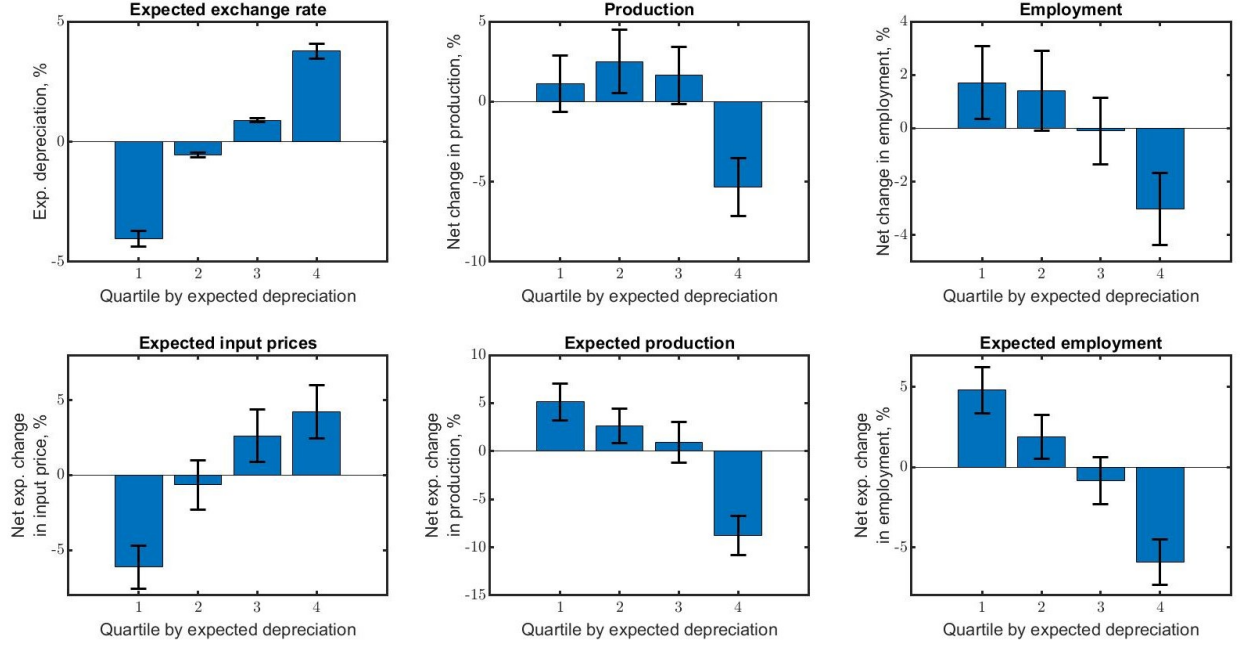 Expected exchange rate
Exp. depreciation, %
5
0
-5
1 2 3 4
Quartile by expected depreciation
Production
Net change in production, %
5
0
-5
-10
1 2 3 4
Quartile by expected depreciation
Employment
Net change in employment, %
4
2
0
-2
-4
1 2 3 4
Quartile by expected depreciation
Expected input prices
Net exp. change
in input price, %
5
0
-5
1 2 3 4
Quartile by expected depreciation
Expected production
Net exp. change
in production, %
10
5
0
-5
-10
-15
1 2 3 4
Quartile by expected depreciation
Expected employment
Net exp. change
in employment, %
5
0
-5
1 2 3 4
Quartile by expected depreciation